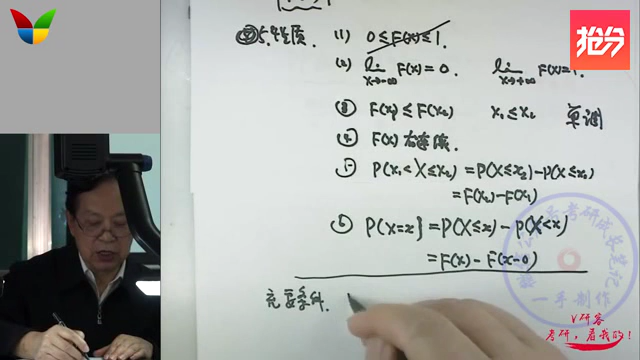 抢分
5. 性质. (1) 0≤F(x)≤1.
(2) lim x→-∞ F(x)=0. lim x→+∞ F(x)=1.
③ F(x₁)≤F(x₂) x₁≤x₂ 单调
④ F(x)右连续.
P(x₁<X≤x₂) =P(X≤x₂)-P(X≤x₁)
=F(x₂)-F(x₁)
⑥ P{X=x}=P(X≤x)-P(X<x)
=F(x)-F(x-0)
充要条件.
一手制作
V研客
考研,看我的!